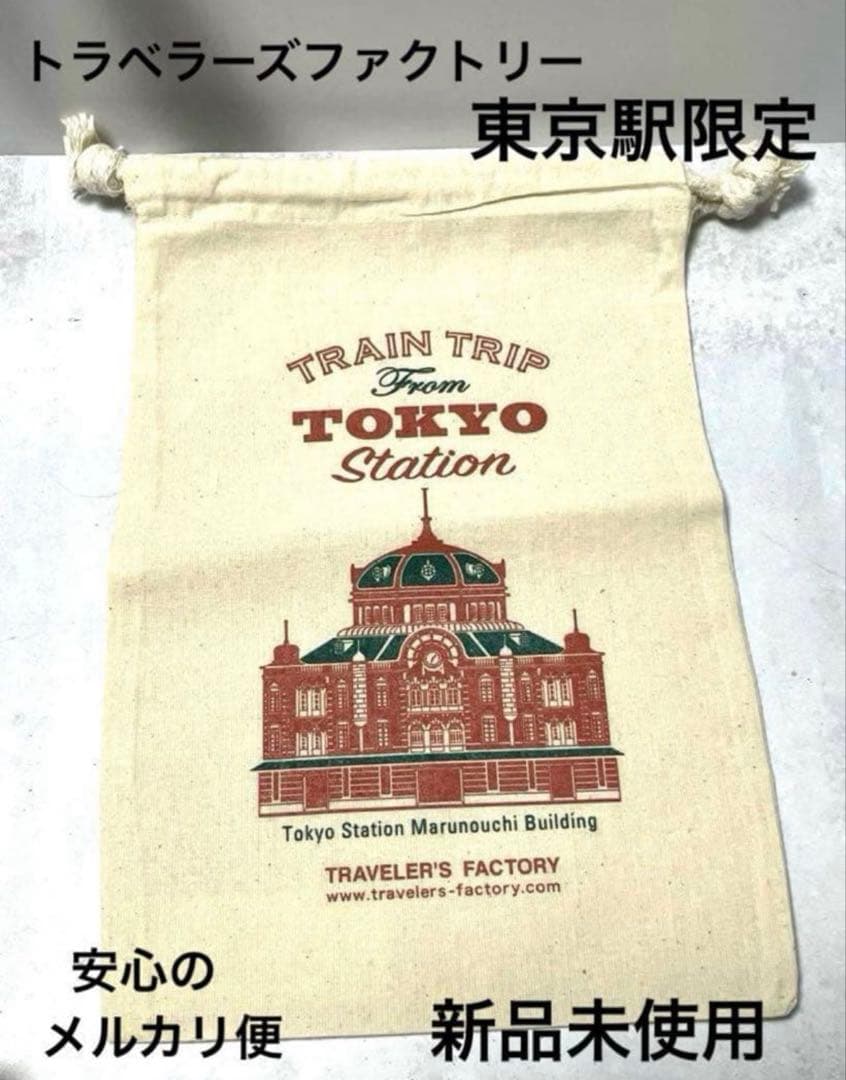 トラベラーズファクトリー
東京駅限定
TRAIN TRIP
From
TOKYO
Station
Tokyo Station Marunouchi Building
TRAVELER'S FACTORY
www.travelers-factory.com
安心の
メルカリ便
新品未使用